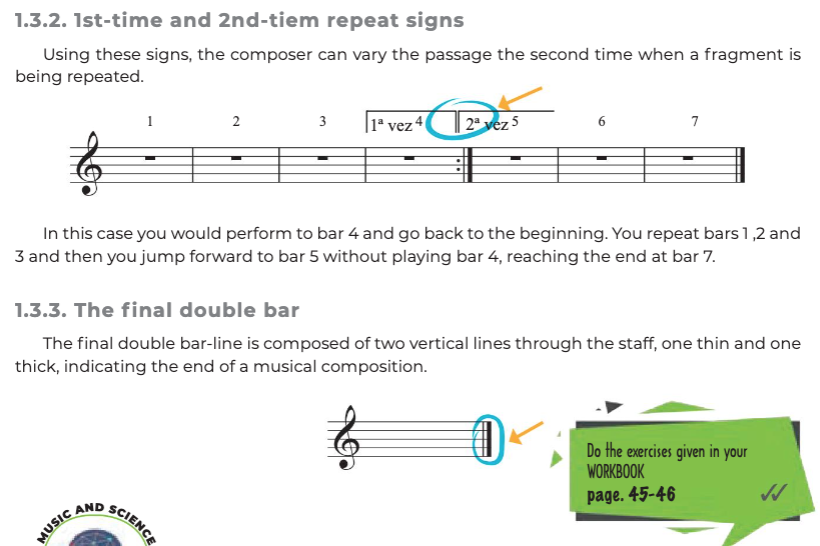 1.3.2. 1st-time and 2nd-tiem repeat signs
Using these signs, the composer can vary the passage the second time when a fragment is
being repeated.
1 2 3 1ª vez 4 2ª vez 5 6 7
In this case you would perform to bar 4 and go back to the beginning. You repeat bars 1 ,2 and
3 and then you jump forward to bar 5 without playing bar 4, reaching the end at bar 7.
1.3.3. The final double bar
The final double bar-line is composed of two vertical lines through the staff, one thin and one
thick, indicating the end of a musical composition.
Do the exercises given in your
WORKBOOK
page. 45-46
MUSIC AND SCIENCE